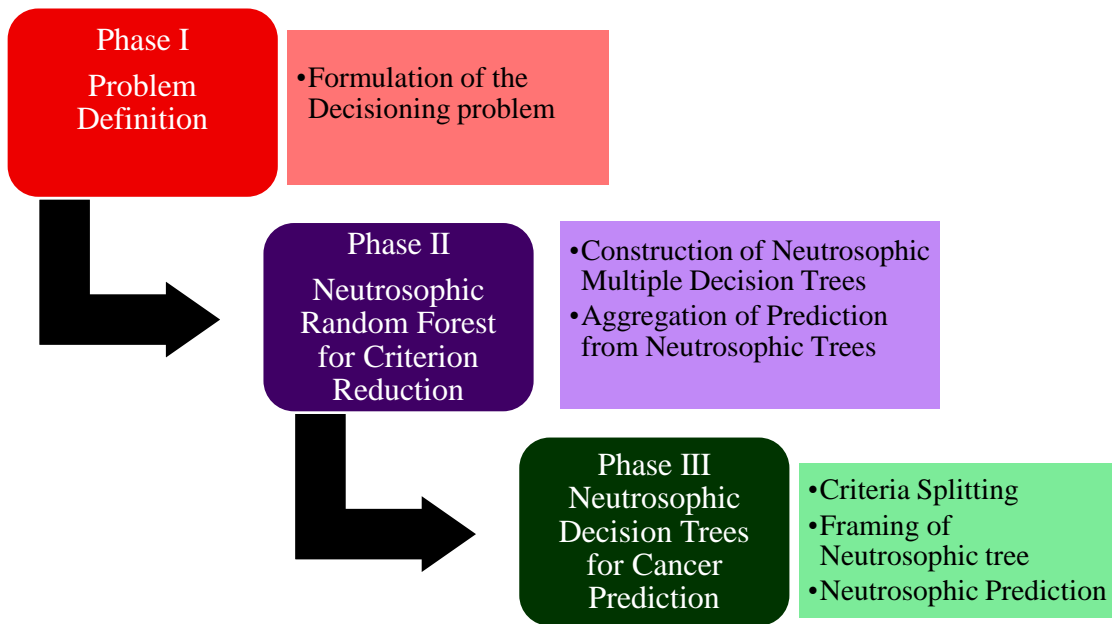 Phase I
Problem
Definition
•Formulation of the
Decisioning problem
Phase II
Neutrosophic
Random Forest
for Criterion
Reduction
•Construction of Neutrosophic
Multiple Decision Trees
•Aggregation of Prediction
from Neutrosophic Trees
Phase III
Neutrosophic
Decision Trees
for Cancer
Prediction
•Criteria Splitting
•Framing of
Neutrosophic tree
•Neutrosophic Prediction